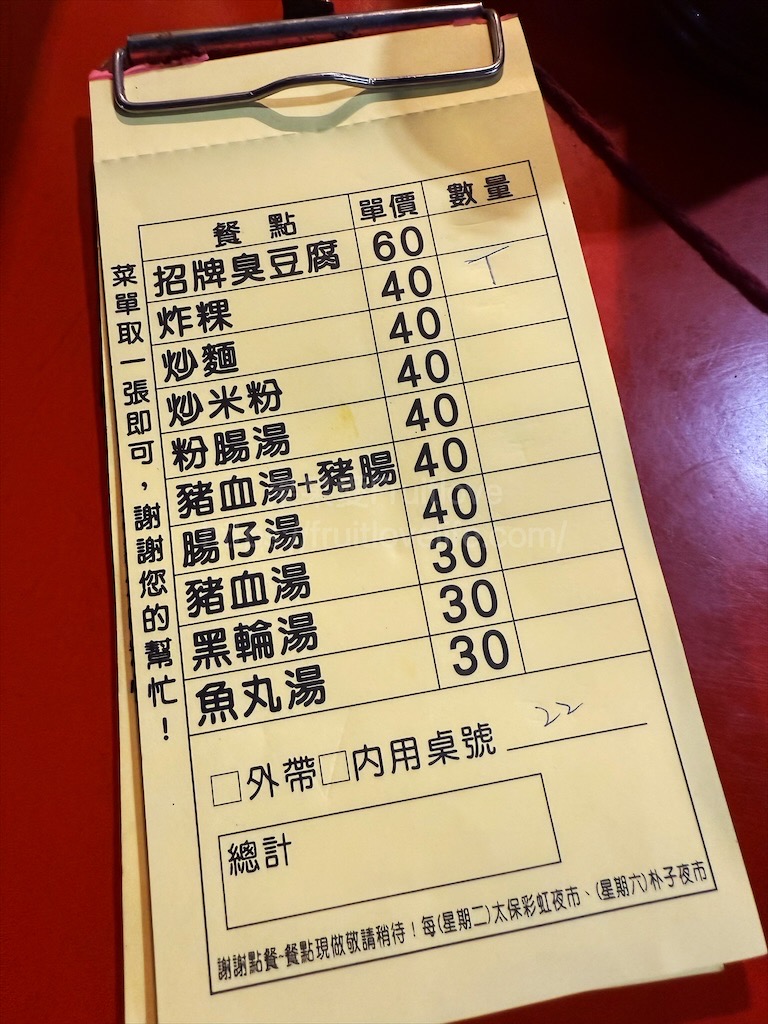 餐點 單價 數量
招牌臭豆腐 60
炸粿 40 丅
炒麵 40
炒米粉 40
粉腸湯 40
豬血湯+豬腸 40
腸仔湯 40
豬血湯 30
黑輪湯 30
魚丸湯 30
菜單取一張即可，謝謝您的幫忙！
□外帶□內用桌號 22
總計
謝謝點餐~餐點現做敬請稍待！每(星期二)太保彩虹夜市、(星期六)朴子夜市